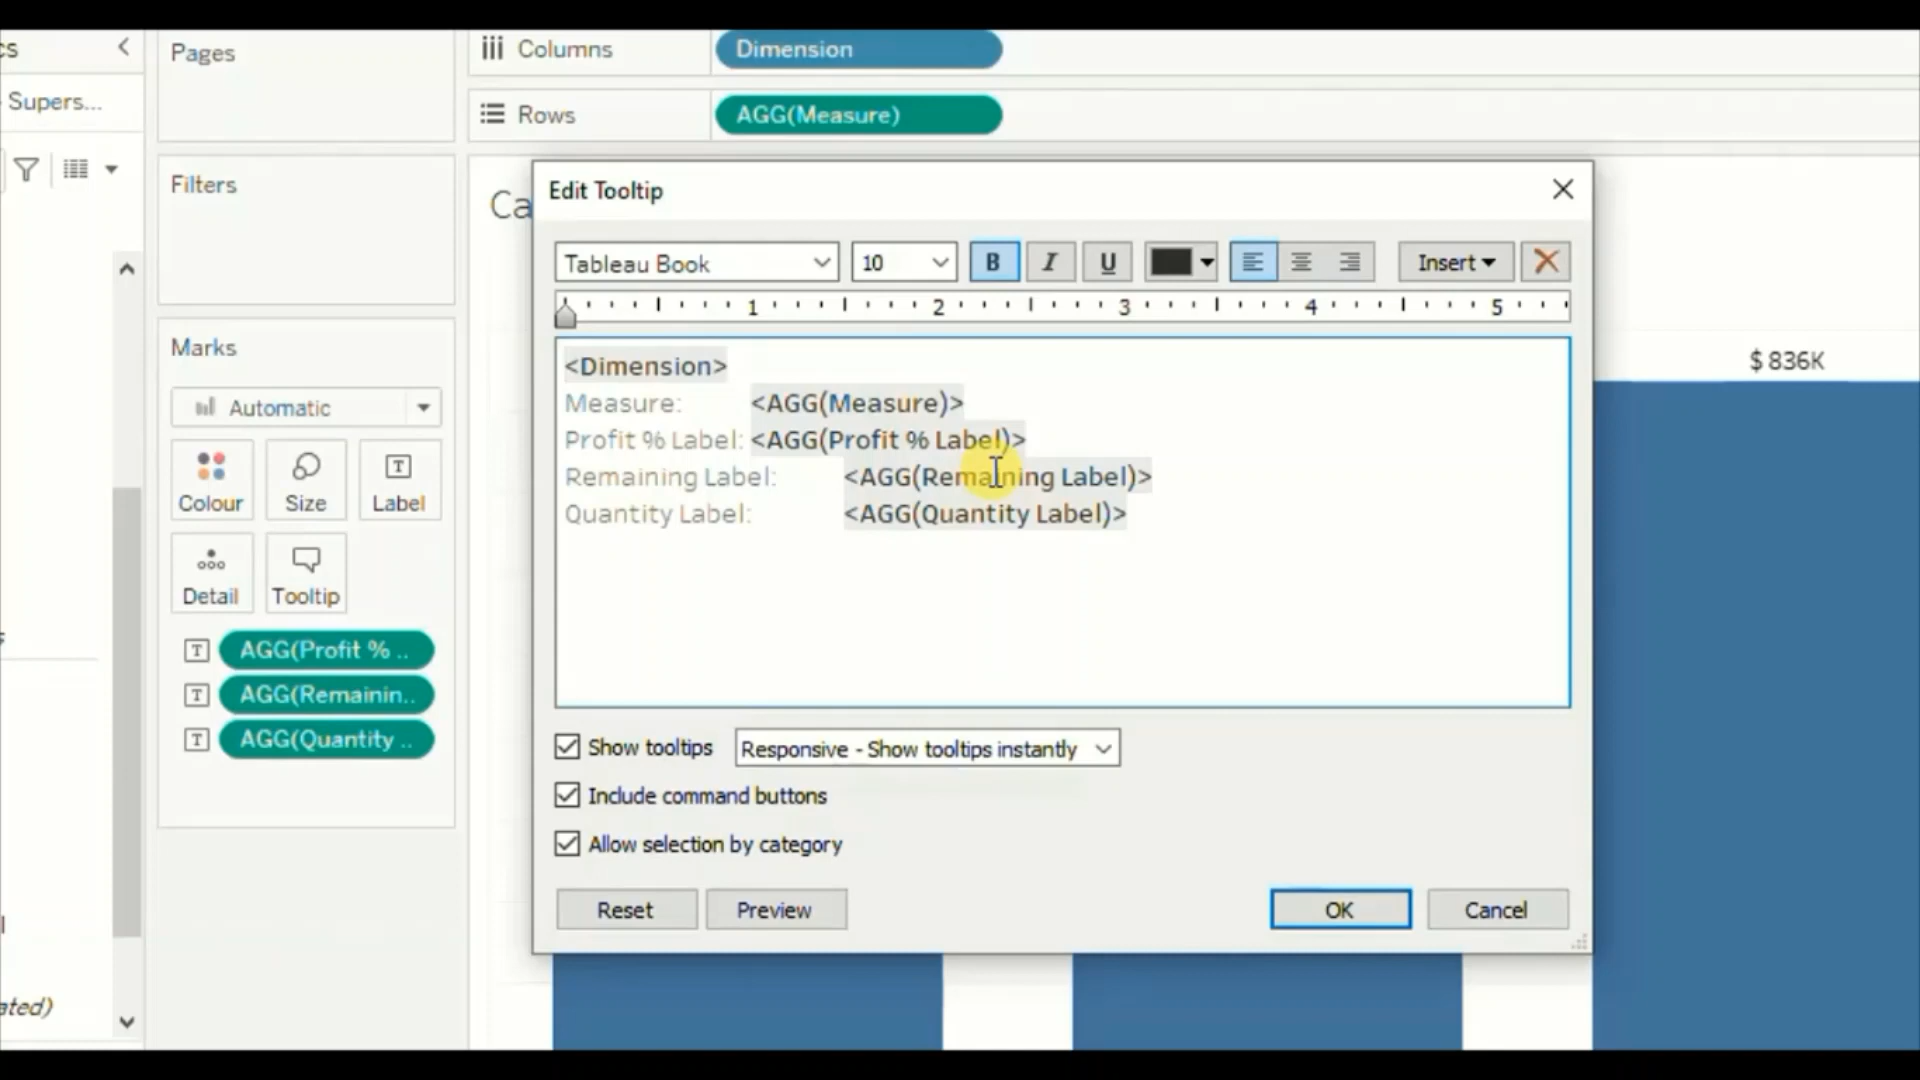 cs
Pages
Columns
Dimension
Supers...
Rows
AGG(Measure)
Filters
Ca
Edit Tooltip
Tableau Book
10
B
I
U
Insert
1 2 3 4 5
Marks
Automatic
Colour
Size
Label
Detail
Tooltip
AGG(Profit % ..
AGG(Remainin..
AGG(Quantity ..
<Dimension>
Measure: <AGG(Measure)>
Profit % Label: <AGG(Profit % Label)>
Remaining Label: <AGG(Remaining Label)>
Quantity Label: <AGG(Quantity Label)>
$ 836K
Show tooltips
Responsive - Show tooltips instantly
Include command buttons
Allow selection by category
Reset
Preview
OK
Cancel
ated)